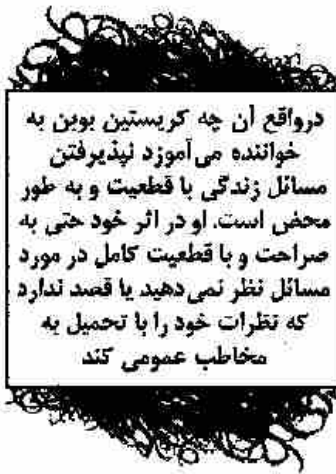 درواقع آن چه کریستین بوبن به
خواننده می‌آموزد نپذیرفتن
مسائل زندگی با قطعیت و به طور
محض است. او در اثر خود حتی به
صراحت و با قطعیت کامل در مورد
مسائل نظر نمی‌دهد یا قصد ندارد
که نظرات خود را با تحمیل به
مخاطب عمومی کند